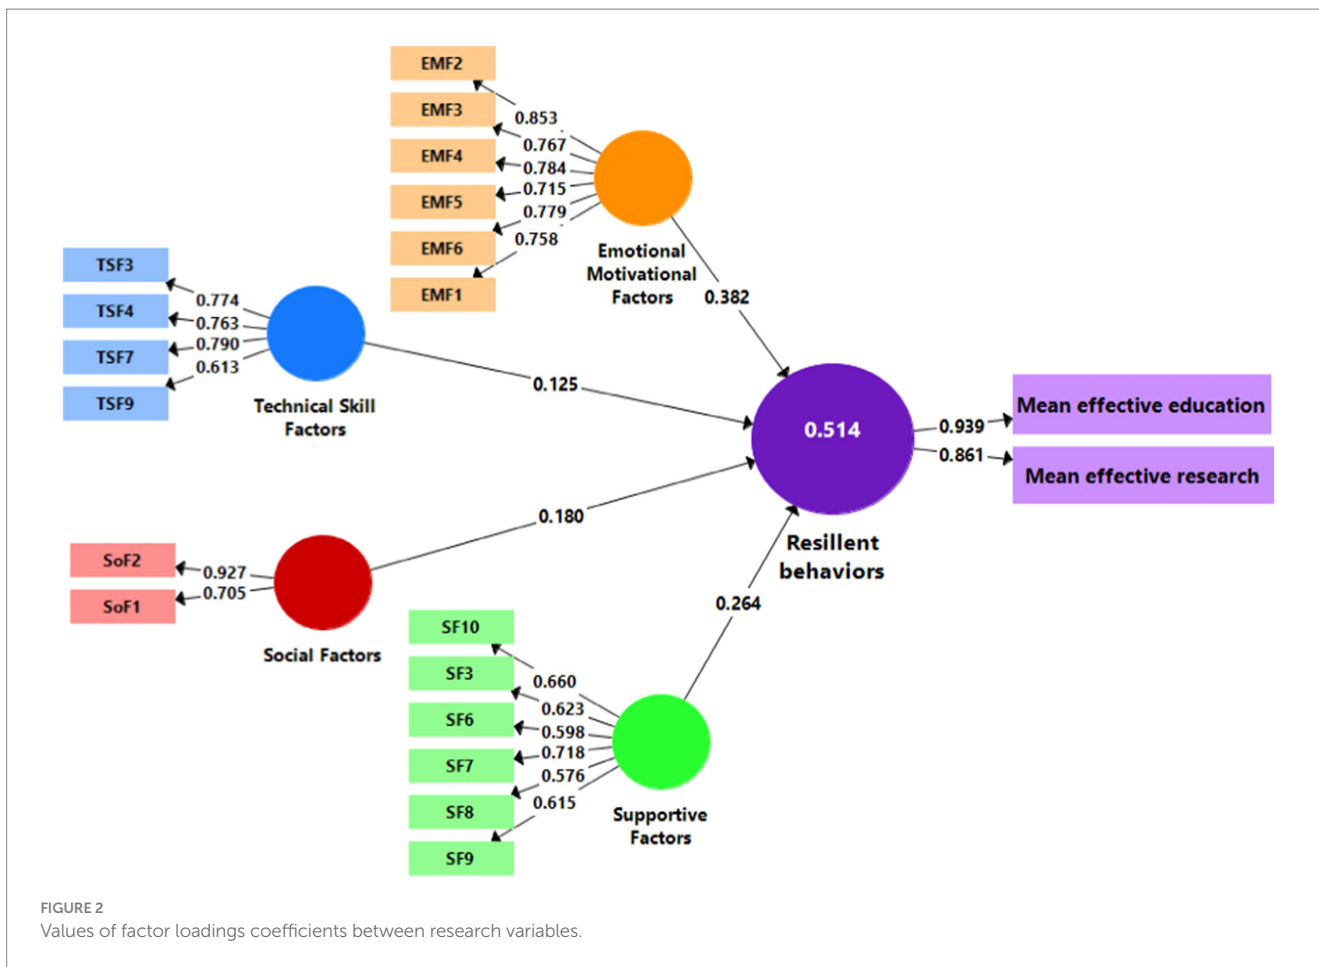 EMF2
EMF3
EMF4
EMF5
EMF6
EMF1
0.853
0.767
0.784
0.715
0.779
0.758
Emotional
Motivational
Factors
0.382
TSF3
TSF4
TSF7
TSF9
0.774
0.763
0.790
0.613
Technical Skill
Factors
0.125
0.514
Resillent
behaviors
0.939
0.861
Mean effective education
Mean effective research
SoF2
SoF1
0.927
0.705
Social Factors
0.180
SF10
SF3
SF6
SF7
SF8
SF9
0.660
0.623
0.598
0.718
0.576
0.615
Supportive
Factors
0.264
FIGURE 2
Values of factor loadings coefficients between research variables.